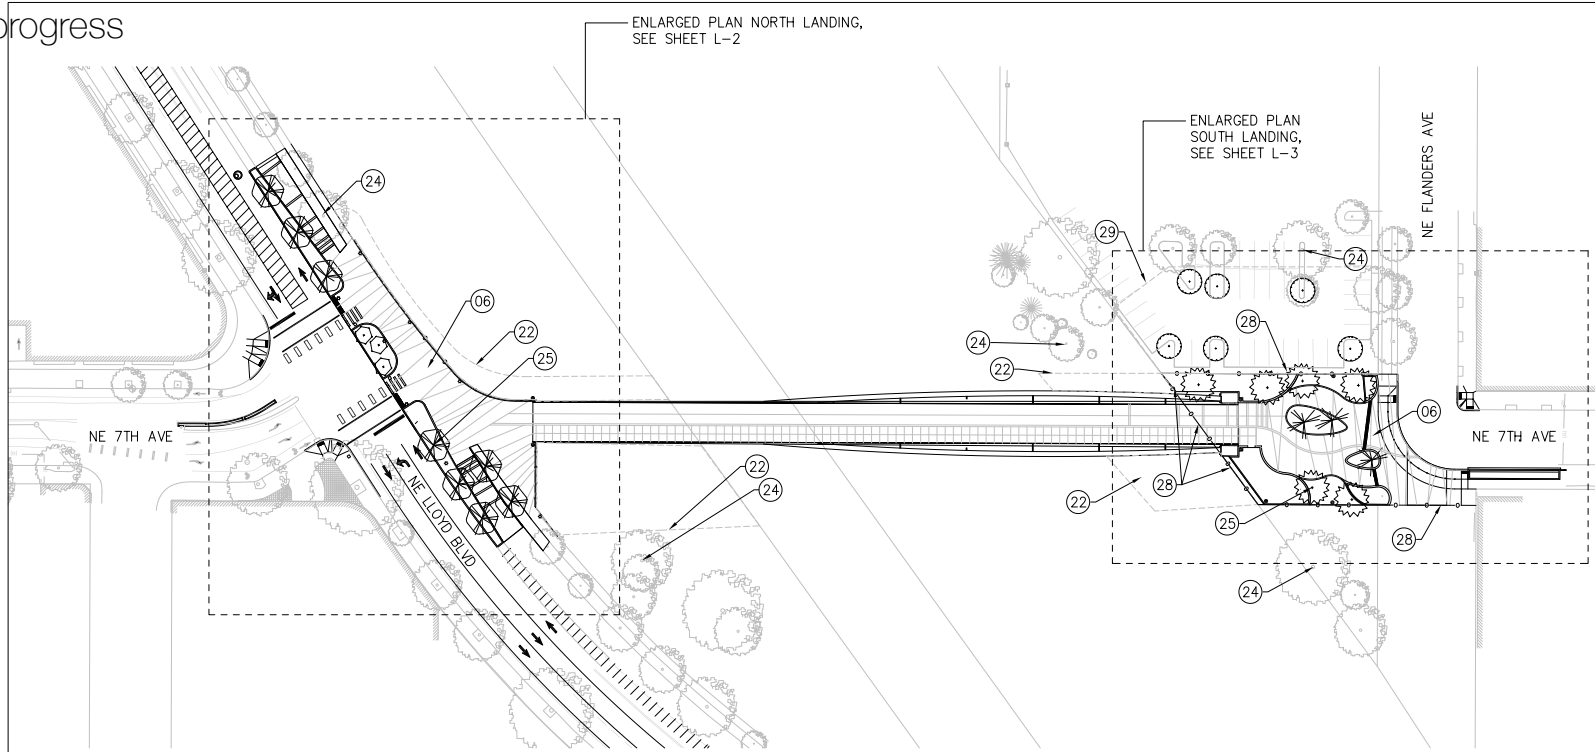 progress
ENLARGED PLAN NORTH LANDING,
SEE SHEET L-2
ENLARGED PLAN
SOUTH LANDING,
SEE SHEET L-3
NE FLANDERS AVE
24
29
24
06
28
22
24
25
22
06
NE 7TH AVE
NE 7TH AVE
22
24
22
28
25
28
NE LLOYD BLVD
24